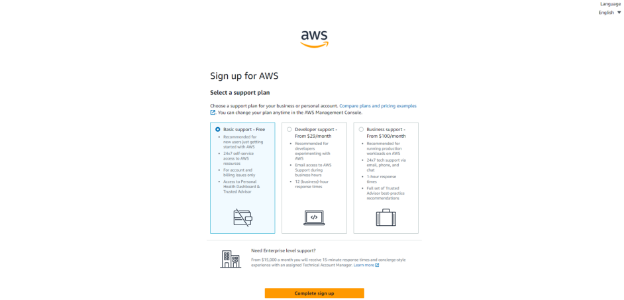 Language
English
aws
Sign up for AWS
Select a support plan
Choose a support plan for your business or personal account. Compare plans and pricing examples
. You can change your plan anytime in the AWS Management Console.
Basic support - Free
Recommended for
new users just getting
started with AWS
24x7 self-service
access to AWS
resources
For account and
billing issues only
Access to Personal
Health Dashboard &
Trusted Advisor
Developer support -
From $29/month
Recommended for
developers
experimenting with
AWS
Email access to AWS
Support during
business hours
12 (business)-hour
response times
Business support -
From $100/month
Recommended for
running production
workloads on AWS
24x7 tech support via
email, phone, and
chat
1-hour response
times
Full set of Trusted
Advisor best-practice
recommendations
Need Enterprise level support?
From $15,000 a month you will receive 15-minute response times and concierge-style
experience with an assigned Technical Account Manager. Learn more
Complete sign up